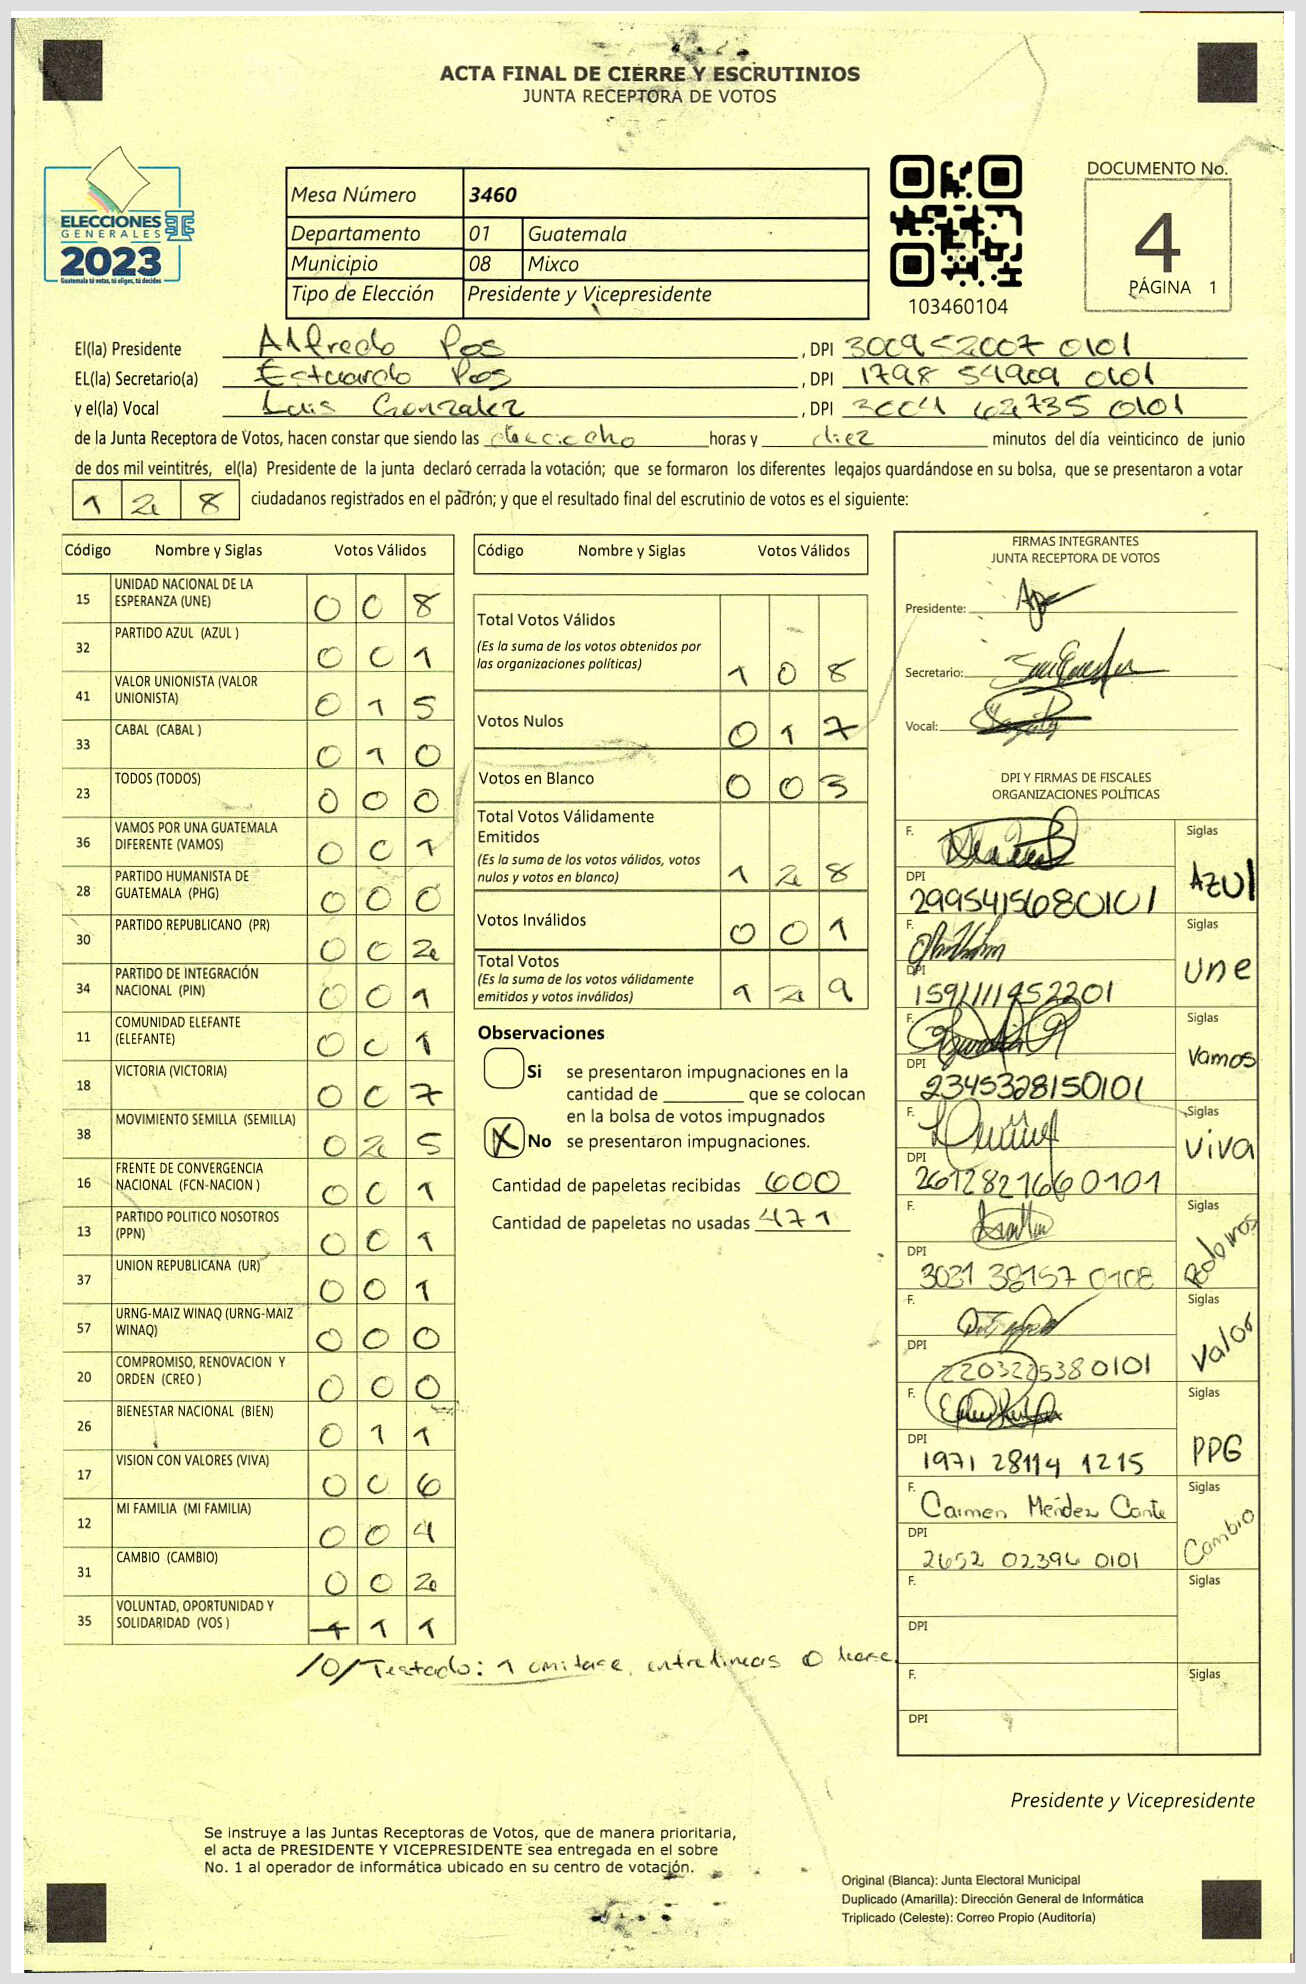 ACTA FINAL DE CIERRE Y ESCRUTINIOS
JUNTA RECEPTORA DE VOTOS
ELECCIONES
GENERALES
2023
Guatemala tú votas, tú eliges, tú decides
Mesa Número 3460
Departamento 01 Guatemala
Municipio 08 Mixco
Tipo de Elección Presidente y Vicepresidente
103460104
DOCUMENTO No.
4
PÁGINA 1
El(la) Presidente Alfredo Pos , DPI 300952007 0101
EL(la) Secretario(a) Estuardo Pos , DPI 1798 54909 0101
y el(la) Vocal Luis Gonzalez , DPI 3004 62735 0101
de la Junta Receptora de Votos, hacen constar que siendo las dieciocho horas y diez minutos del día veinticinco de junio
de dos mil veintitrés, el(la) Presidente de la junta declaró cerrada la votación; que se formaron los diferentes legajos guardándose en su bolsa, que se presentaron a votar
1 2 8 ciudadanos registrados en el padrón; y que el resultado final del escrutinio de votos es el siguiente:
Código Nombre y Siglas Votos Válidos
15 UNIDAD NACIONAL DE LA ESPERANZA (UNE) 0 0 8
32 PARTIDO AZUL (AZUL ) 0 0 1
41 VALOR UNIONISTA (VALOR UNIONISTA) 0 1 5
33 CABAL (CABAL ) 0 1 0
23 TODOS (TODOS) 0 0 0
36 VAMOS POR UNA GUATEMALA DIFERENTE (VAMOS) 0 0 1
28 PARTIDO HUMANISTA DE GUATEMALA (PHG) 0 0 0
30 PARTIDO REPUBLICANO (PR) 0 0 2
34 PARTIDO DE INTEGRACIÓN NACIONAL (PIN) 0 0 1
11 COMUNIDAD ELEFANTE (ELEFANTE) 0 0 1
18 VICTORIA (VICTORIA) 0 0 7
38 MOVIMIENTO SEMILLA (SEMILLA) 0 2 5
16 FRENTE DE CONVERGENCIA NACIONAL (FCN-NACION ) 0 0 1
13 PARTIDO POLITICO NOSOTROS (PPN) 0 0 1
37 UNION REPUBLICANA (UR) 0 0 1
57 URNG-MAIZ WINAQ (URNG-MAIZ WINAQ) 0 0 0
20 COMPROMISO, RENOVACION Y ORDEN (CREO ) 0 0 0
26 BIENESTAR NACIONAL (BIEN) 0 1 1
17 VISION CON VALORES (VIVA) 0 0 6
12 MI FAMILIA (MI FAMILIA) 0 0 4
31 CAMBIO (CAMBIO) 0 0 2
35 VOLUNTAD, OPORTUNIDAD Y SOLIDARIDAD (VOS ) 1 1 1
/0/ Testado: 1 omitase, entrelineas 0 léase.
Código Nombre y Siglas Votos Válidos
Total Votos Válidos
(Es la suma de los votos obtenidos por
las organizaciones políticas) 1 0 8
Votos Nulos 0 1 7
Votos en Blanco 0 0 3
Total Votos Válidamente
Emitidos
(Es la suma de los votos válidos, votos
nulos y votos en blanco) 1 2 8
Votos Inválidos 0 0 1
Total Votos
(Es la suma de los votos válidamente
emitidos y votos inválidos) 1 2 9
Observaciones
Si se presentaron impugnaciones en la
cantidad de ________ que se colocan
en la bolsa de votos impugnados
X No se presentaron impugnaciones.
Cantidad de papeletas recibidas 600
Cantidad de papeletas no usadas 471
FIRMAS INTEGRANTES
JUNTA RECEPTORA DE VOTOS
Presidente:
Secretario:
Vocal:
DPI Y FIRMAS DE FISCALES
ORGANIZACIONES POLÍTICAS
F. Siglas
DPI AZUL
2995415680101
F. Siglas
DPI une
1591111952201
F. Siglas
DPI Vamos
2345328150101
F. Siglas
DPI viva
2612821660101
F. Siglas
DPI Podemos
3031 38157 0108
F. Siglas
DPI Valor
2203225380101
F. Siglas
DPI PPG
1971 28114 1215
F. Carmen Méndez Conte Siglas
DPI Cambio
2652 02396 0101
F. Siglas
DPI
F. Siglas
DPI
Presidente y Vicepresidente
Se instruye a las Juntas Receptoras de Votos, que de manera prioritaria,
el acta de PRESIDENTE Y VICEPRESIDENTE sea entregada en el sobre
No. 1 al operador de informática ubicado en su centro de votación.
Original (Blanca): Junta Electoral Municipal
Duplicado (Amarilla): Dirección General de Informática
Triplicado (Celeste): Correo Propio (Auditoría)